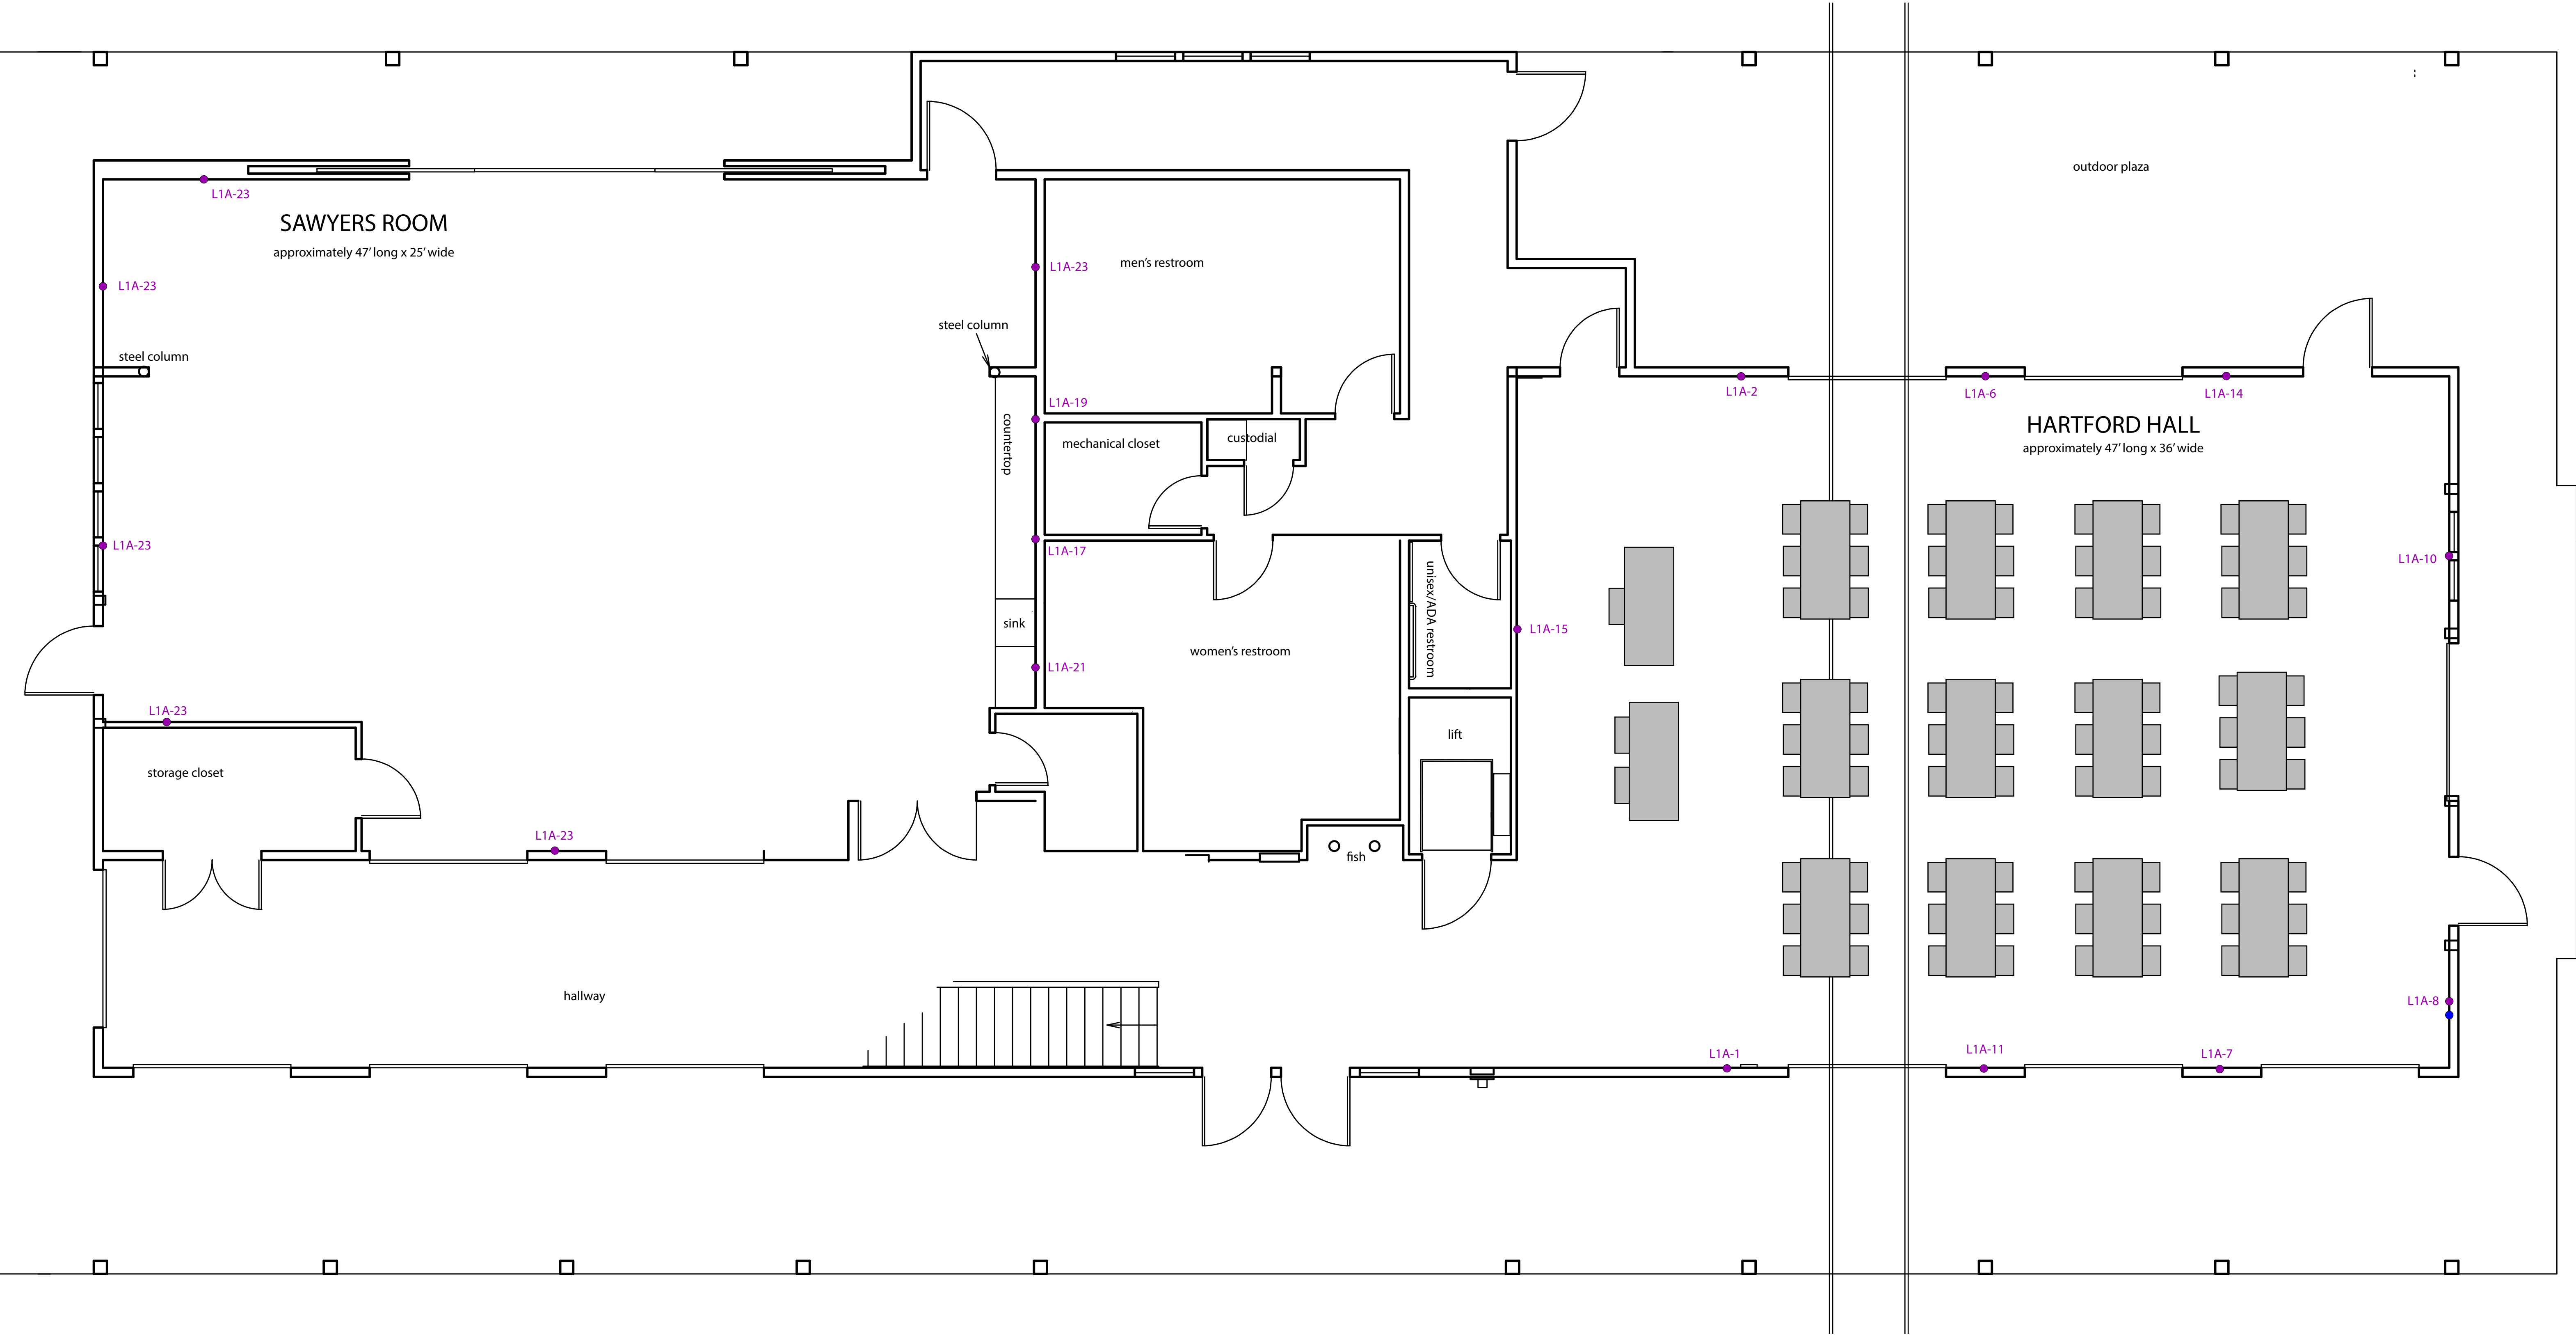 outdoor plaza
L1A-23
SAWYERS ROOM
approximately 47' long x 25' wide
L1A-23
men's restroom
L1A-23
steel column
steel column
L1A-2
L1A-6
L1A-14
L1A-19
HARTFORD HALL
approximately 47' long x 36' wide
countertop
mechanical closet
custodial
L1A-23
L1A-17
L1A-10
unisex/ADA restroom
sink
L1A-15
women's restroom
L1A-21
L1A-23
lift
storage closet
L1A-23
fish
hallway
L1A-8
L1A-1
L1A-11
L1A-7